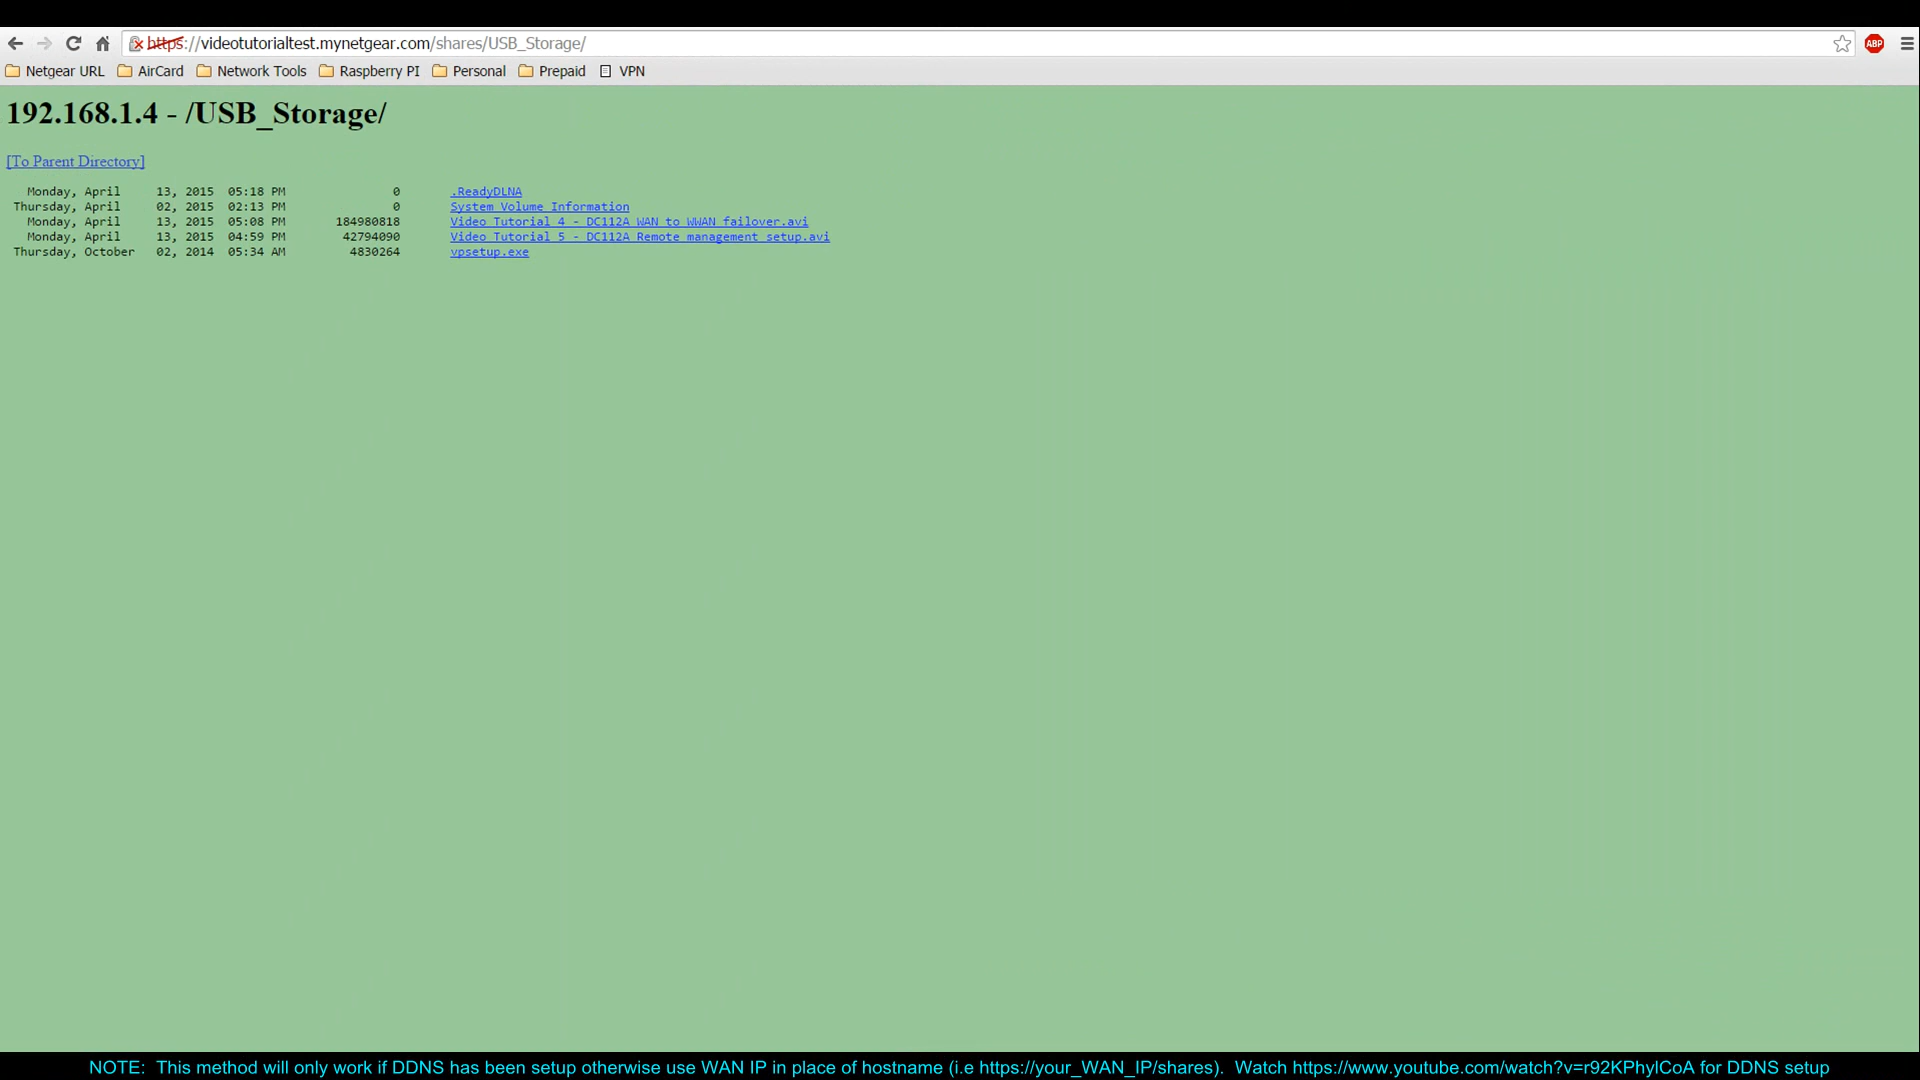 https://videotutorialtest.mynetgear.com/shares/USB_Storage/
ABP
Netgear URL AirCard Network Tools Raspberry PI Personal Prepaid VPN
192.168.1.4 - /USB_Storage/
[To Parent Directory]
Monday, April 13, 2015 05:18 PM 0 .ReadyDLNA
Thursday, April 02, 2015 02:13 PM 0 System Volume Information
Monday, April 13, 2015 05:08 PM 184980818 Video Tutorial 4 - DC112A WAN to WWAN failover.avi
Monday, April 13, 2015 04:59 PM 42794090 Video Tutorial 5 - DC112A Remote management setup.avi
Thursday, October 02, 2014 05:34 AM 4830264 vpsetup.exe
NOTE: This method will only work if DDNS has been setup otherwise use WAN IP in place of hostname (i.e https://your_WAN_IP/shares). Watch https://www.youtube.com/watch?v=r92KPhylCoA for DDNS setup